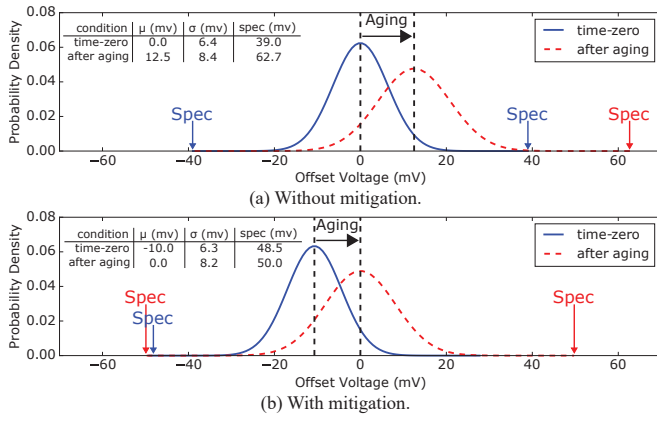 0.08
0.06
0.04
0.02
0.00
Probability Density
condition μ (mv) σ (mv) spec (mv)
time-zero 0.0 6.4 39.0
after aging 12.5 8.4 62.7
Aging
time-zero
after aging
Spec
Spec
Spec
−60 −40 −20 0 20 40 60
Offset Voltage (mV)
(a) Without mitigation.
0.08
0.06
0.04
0.02
0.00
Probability Density
condition μ (mv) σ (mv) spec (mv)
time-zero -10.0 6.3 48.5
after aging 0.0 8.2 50.0
Aging
time-zero
after aging
Spec
Spec
Spec
−60 −40 −20 0 20 40 60
Offset Voltage (mV)
(b) With mitigation.